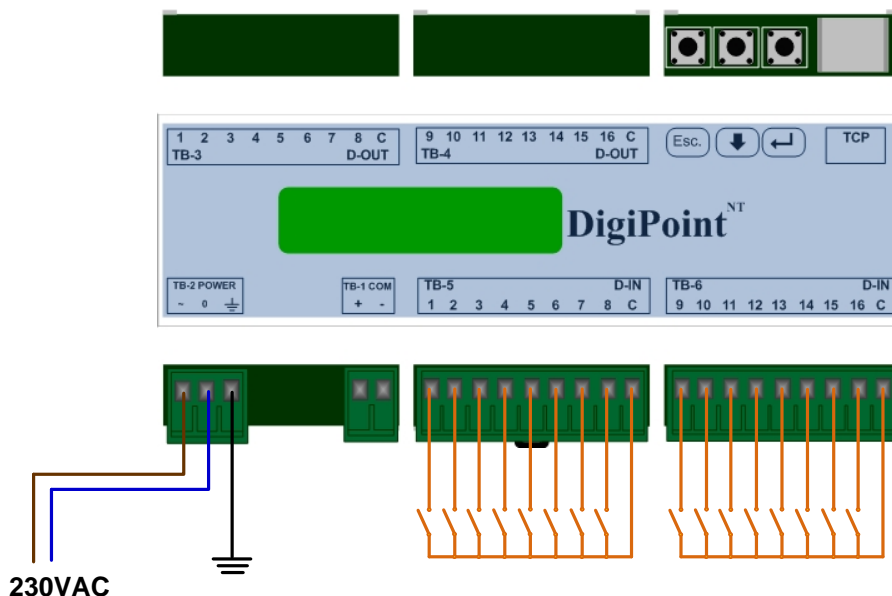 1 2 3 4 5 6 7 8 C
TB-3 D-OUT
9 10 11 12 13 14 15 16 C
TB-4 D-OUT
Esc.
TCP
DigiPoint NT
TB-2 POWER
~ 0 ⏚
TB-1 COM
+ -
TB-5 D-IN
1 2 3 4 5 6 7 8 C
TB-6 D-IN
9 10 11 12 13 14 15 16 C
230VAC